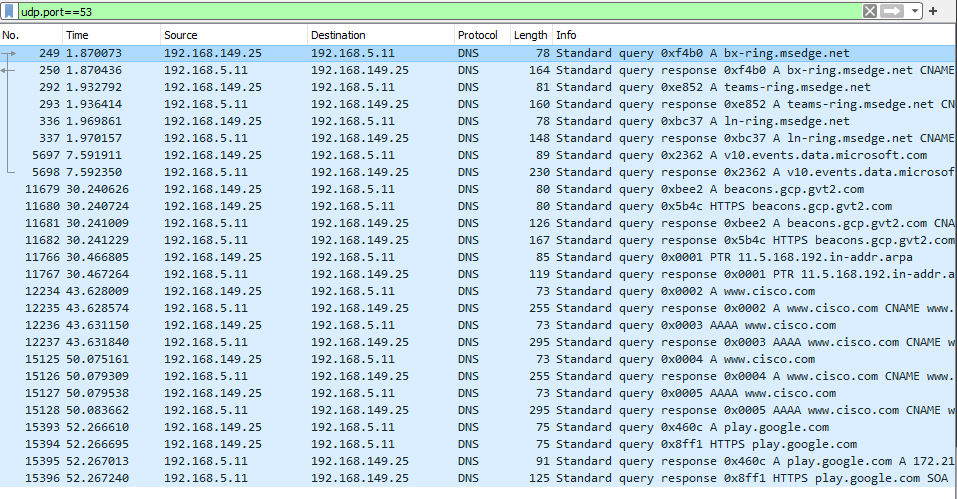 udp.port==53
No. Time Source Destination Protocol Length Info
249 1.870073 192.168.149.25 192.168.5.11 DNS 78 Standard query 0xf4b0 A bx-ring.msedge.net
250 1.870436 192.168.5.11 192.168.149.25 DNS 164 Standard query response 0xf4b0 A bx-ring.msedge.net CNAME
292 1.932792 192.168.149.25 192.168.5.11 DNS 81 Standard query 0xe852 A teams-ring.msedge.net
293 1.936414 192.168.5.11 192.168.149.25 DNS 160 Standard query response 0xe852 A teams-ring.msedge.net CN
336 1.969861 192.168.149.25 192.168.5.11 DNS 78 Standard query 0xbc37 A ln-ring.msedge.net
337 1.970157 192.168.5.11 192.168.149.25 DNS 148 Standard query response 0xbc37 A ln-ring.msedge.net CNAME
5697 7.591911 192.168.149.25 192.168.5.11 DNS 89 Standard query 0x2362 A v10.events.data.microsoft.com
5698 7.592350 192.168.5.11 192.168.149.25 DNS 230 Standard query response 0x2362 A v10.events.data.microsof
11679 30.240626 192.168.149.25 192.168.5.11 DNS 80 Standard query 0xbee2 A beacons.gcp.gvt2.com
11680 30.240724 192.168.149.25 192.168.5.11 DNS 80 Standard query 0x5b4c HTTPS beacons.gcp.gvt2.com
11681 30.241009 192.168.5.11 192.168.149.25 DNS 126 Standard query response 0xbee2 A beacons.gcp.gvt2.com CNA
11682 30.241229 192.168.5.11 192.168.149.25 DNS 167 Standard query response 0x5b4c HTTPS beacons.gcp.gvt2.com
11766 30.466805 192.168.149.25 192.168.5.11 DNS 85 Standard query 0x0001 PTR 11.5.168.192.in-addr.arpa
11767 30.467264 192.168.5.11 192.168.149.25 DNS 119 Standard query response 0x0001 PTR 11.5.168.192.in-addr.a
12234 43.628009 192.168.149.25 192.168.5.11 DNS 73 Standard query 0x0002 A www.cisco.com
12235 43.628574 192.168.5.11 192.168.149.25 DNS 255 Standard query response 0x0002 A www.cisco.com CNAME www.
12236 43.631150 192.168.149.25 192.168.5.11 DNS 73 Standard query 0x0003 AAAA www.cisco.com
12237 43.631840 192.168.5.11 192.168.149.25 DNS 295 Standard query response 0x0003 AAAA www.cisco.com CNAME w
15125 50.075161 192.168.149.25 192.168.5.11 DNS 73 Standard query 0x0004 A www.cisco.com
15126 50.079309 192.168.5.11 192.168.149.25 DNS 255 Standard query response 0x0004 A www.cisco.com CNAME www.
15127 50.079538 192.168.149.25 192.168.5.11 DNS 73 Standard query 0x0005 AAAA www.cisco.com
15128 50.083662 192.168.5.11 192.168.149.25 DNS 295 Standard query response 0x0005 AAAA www.cisco.com CNAME w
15393 52.266610 192.168.149.25 192.168.5.11 DNS 75 Standard query 0x460c A play.google.com
15394 52.266695 192.168.149.25 192.168.5.11 DNS 75 Standard query 0x8ff1 HTTPS play.google.com
15395 52.267013 192.168.5.11 192.168.149.25 DNS 91 Standard query response 0x460c A play.google.com A 172.21
15396 52.267240 192.168.5.11 192.168.149.25 DNS 125 Standard query response 0x8ff1 HTTPS play.google.com SOA